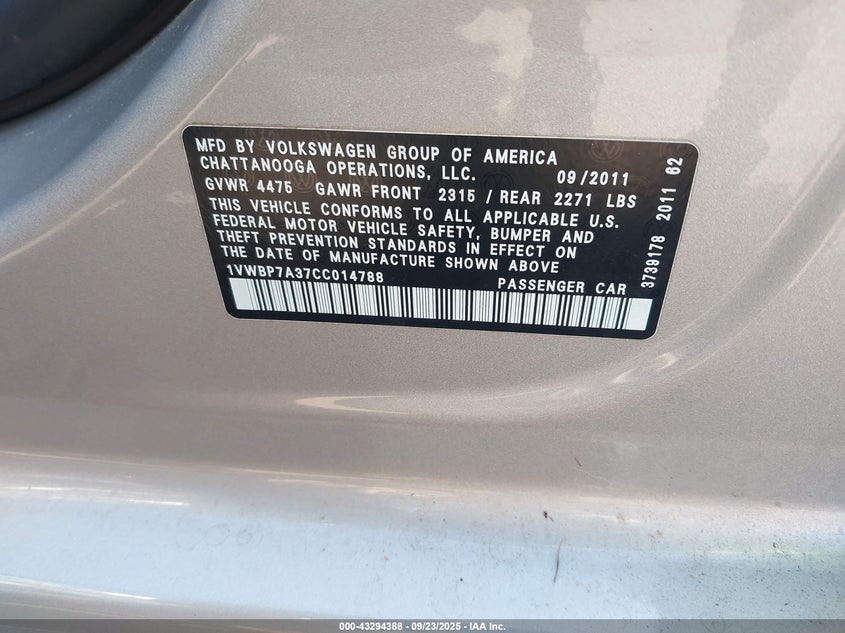 MFD BY VOLKSWAGEN GROUP OF AMERICA
CHATTANOOGA OPERATIONS, LLC. 09/2011
GVWR 4475 GAWR FRONT 2315 / REAR 2271 LBS
THIS VEHICLE CONFORMS TO ALL APPLICABLE U.S.
FEDERAL MOTOR VEHICLE SAFETY, BUMPER AND
THEFT PREVENTION STANDARDS IN EFFECT ON
THE DATE OF MANUFACTURE SHOWN ABOVE
1VWBP7A37CC014788 PASSENGER CAR
3739178 2011 62
000-43294388 - 09/23/2025 - IAA Inc.